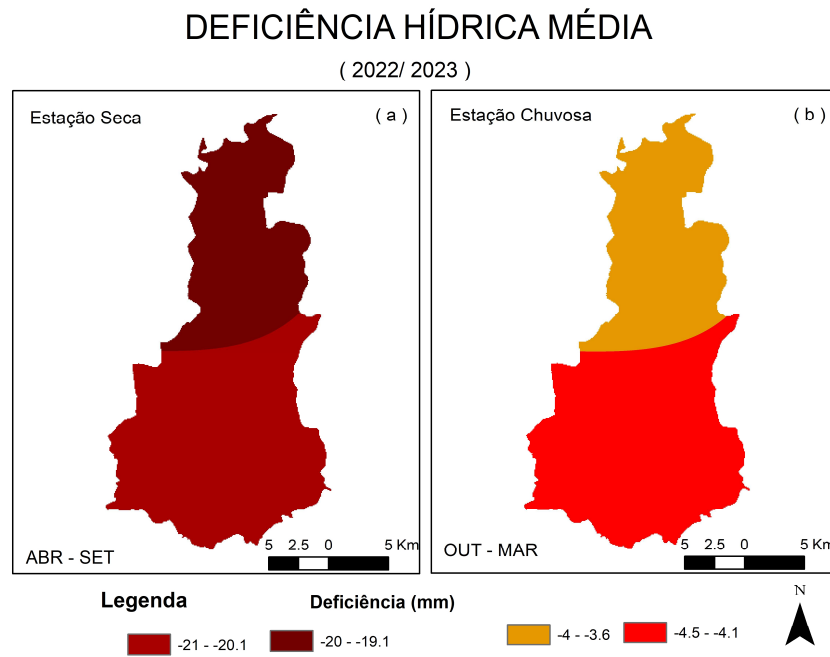 DEFICIÊNCIA HÍDRICA MÉDIA
( 2022/ 2023 )
Estação Seca
( a )
ABR - SET
5 2.5 0 5 Km
Estação Chuvosa
( b )
OUT - MAR
5 2.5 0 5 Km
N
Legenda
Deficiência (mm)
-21 - -20.1
-20 - -19.1
-4 - -3.6
-4.5 - -4.1